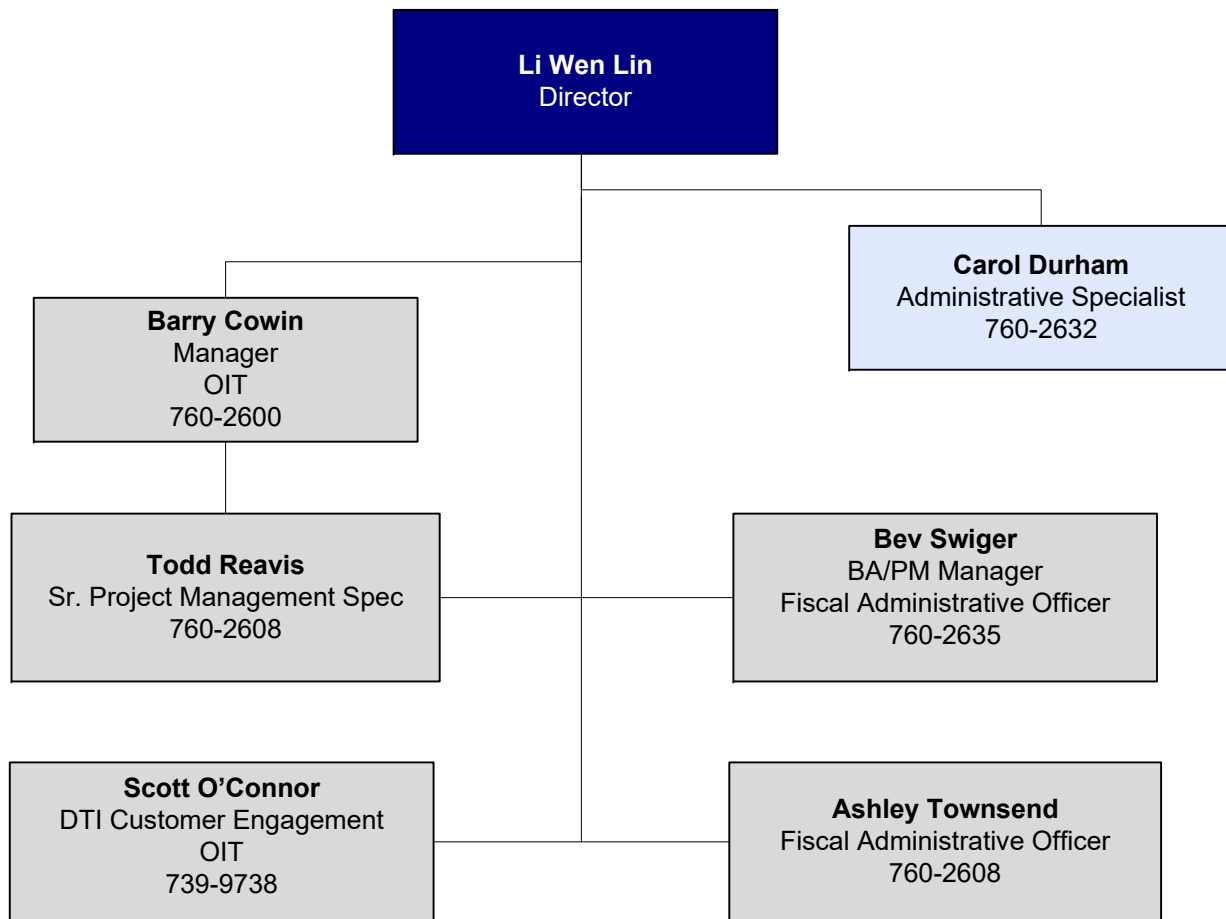 Li Wen Lin
Director
Carol Durham
Administrative Specialist
760-2632
Barry Cowin
Manager
OIT
760-2600
Todd Reavis
Sr. Project Management Spec
760-2608
Bev Swiger
BA/PM Manager
Fiscal Administrative Officer
760-2635
Scott O’Connor
DTI Customer Engagement
OIT
739-9738
Ashley Townsend
Fiscal Administrative Officer
760-2608